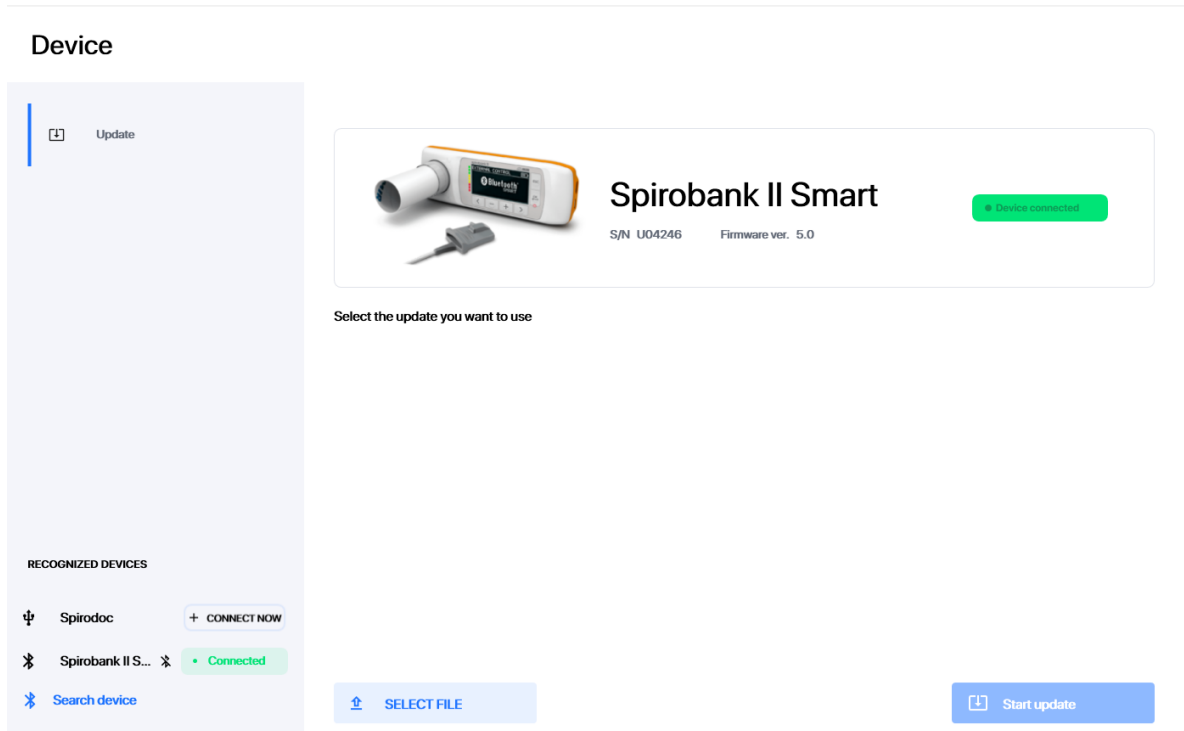 Device
Update
Bluetooth
Spirobank II Smart
S/N U04246 Firmware ver. 5.0
Device connected
Select the update you want to use
RECOGNIZED DEVICES
Spirodoc + CONNECT NOW
Spirobank II S... Connected
Search device
SELECT FILE
Start update